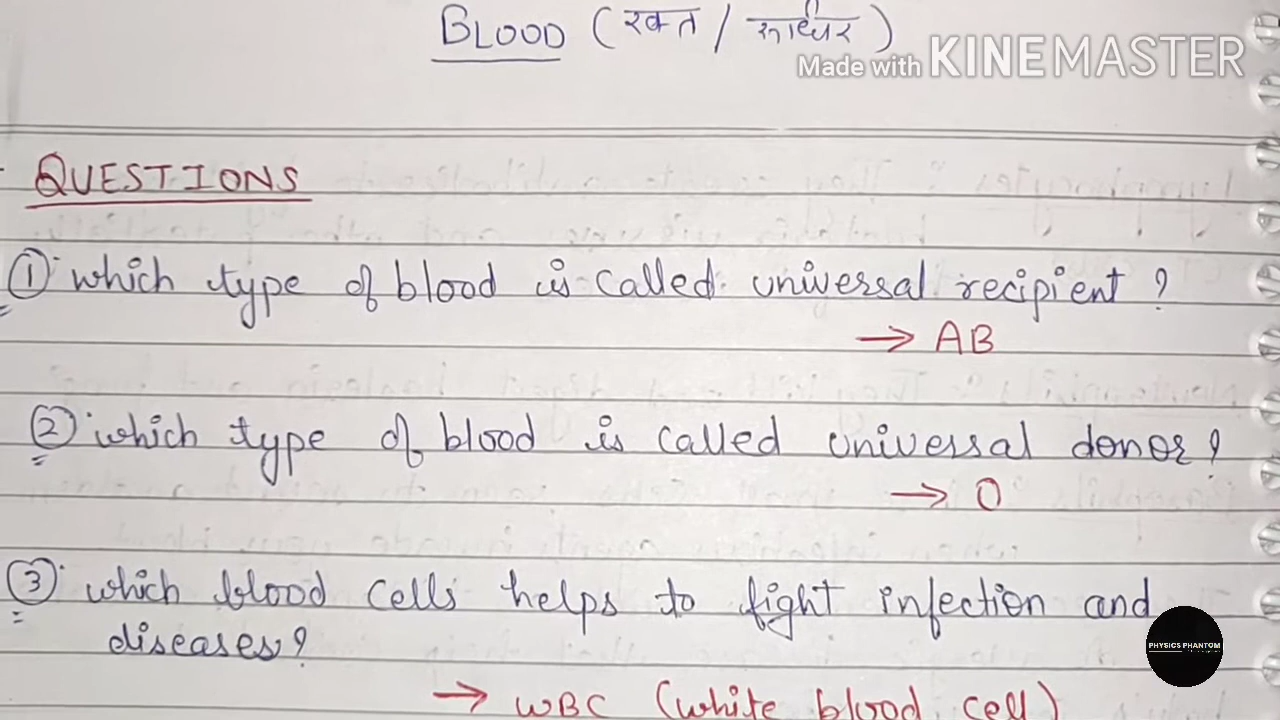 BLOOD (रक्त / रुधिर)
Made with KINEMASTER
QUESTIONS
① which type of blood is called universal recipient ?
→ AB
② which type of blood is called universal donor ?
→ O
③ which blood cells helps to fight infection and
diseases ?
PHYSICS PHANTOM
→ WBC (white blood cell)